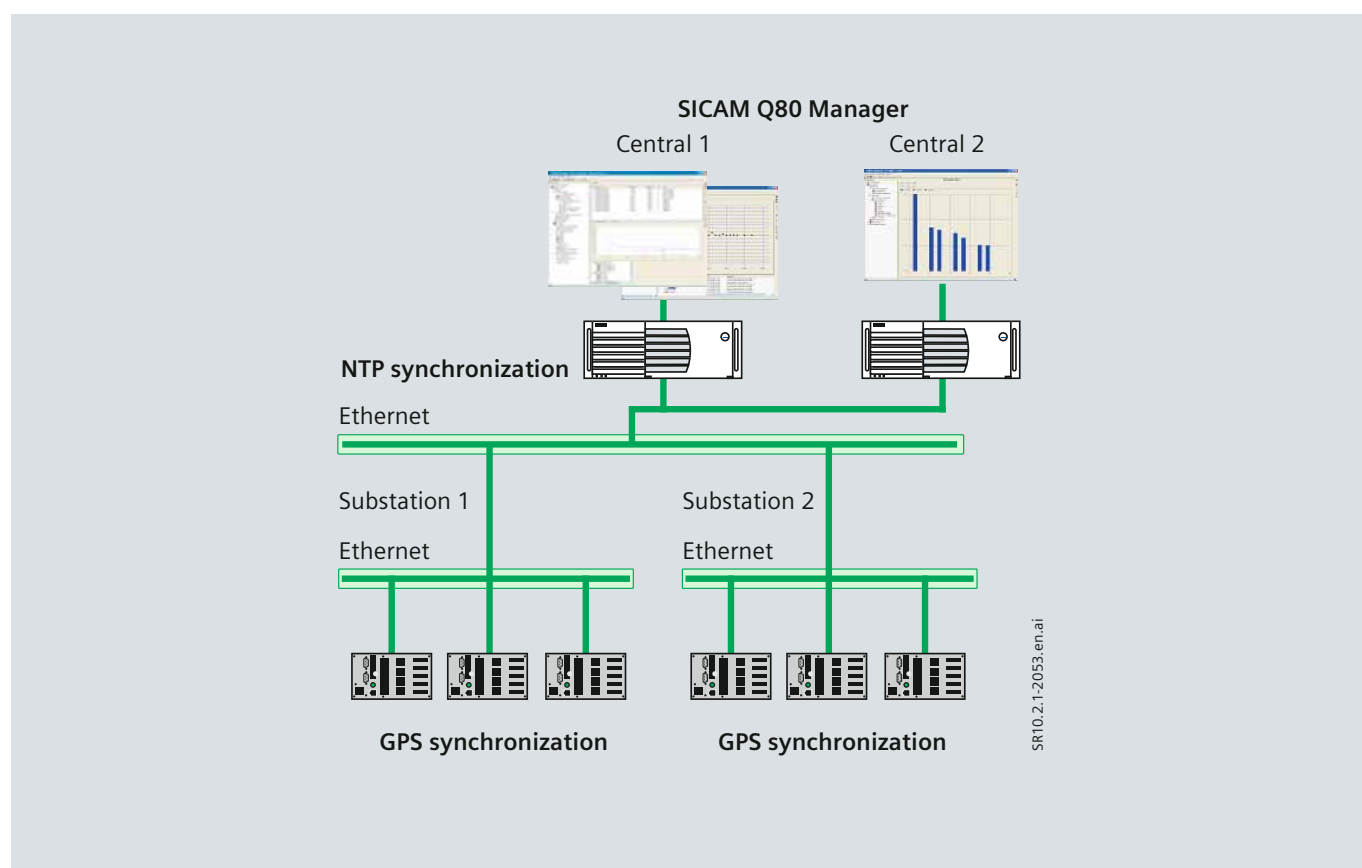 SICAM Q80 Manager
Central 1
Central 2
NTP synchronization
Ethernet
Substation 1
Substation 2
Ethernet
Ethernet
GPS synchronization
GPS synchronization
SR10.2.1-2053.en.ai